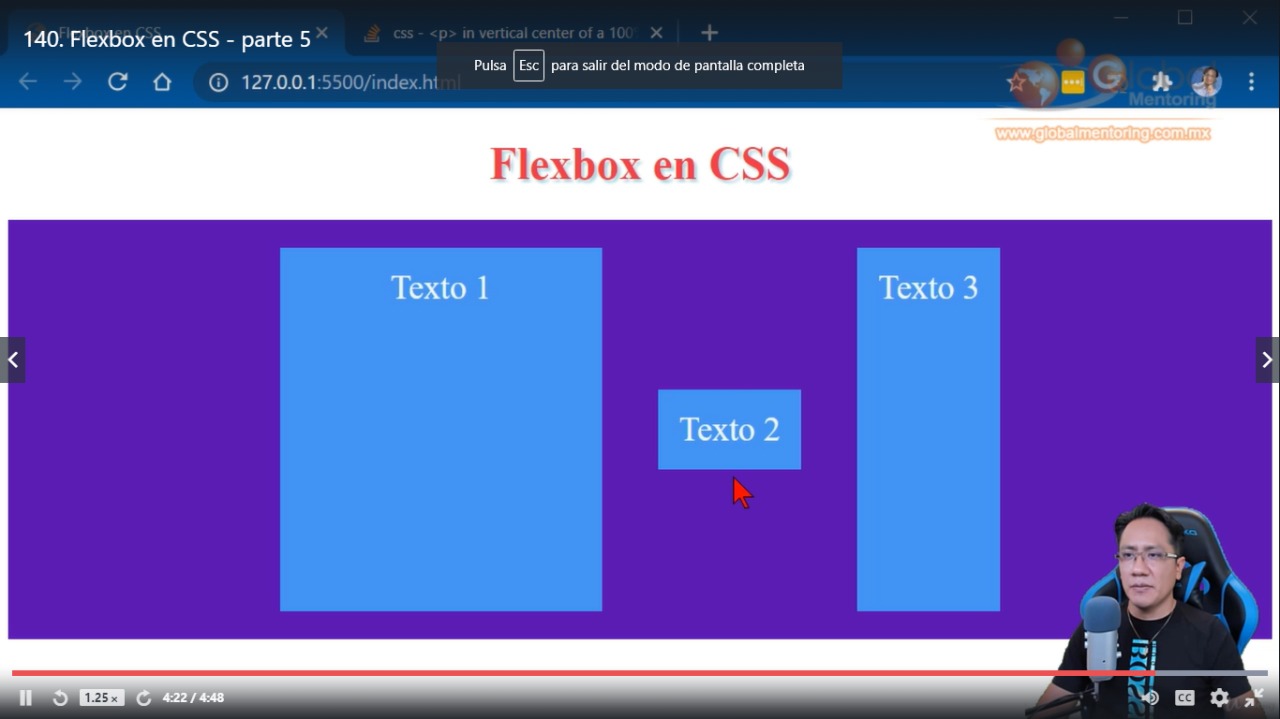 Flexbox en CSS
140. Flexbox en CSS - parte 5
css - <p> in vertical center of a 100
Pulsa Esc para salir del modo de pantalla completa
127.0.0.1:5500/index.html
Global
Mentoring
www.globalmentoring.com.mx
Flexbox en CSS
Texto 1
Texto 2
Texto 3
1.25×
4:22 / 4:48
CC